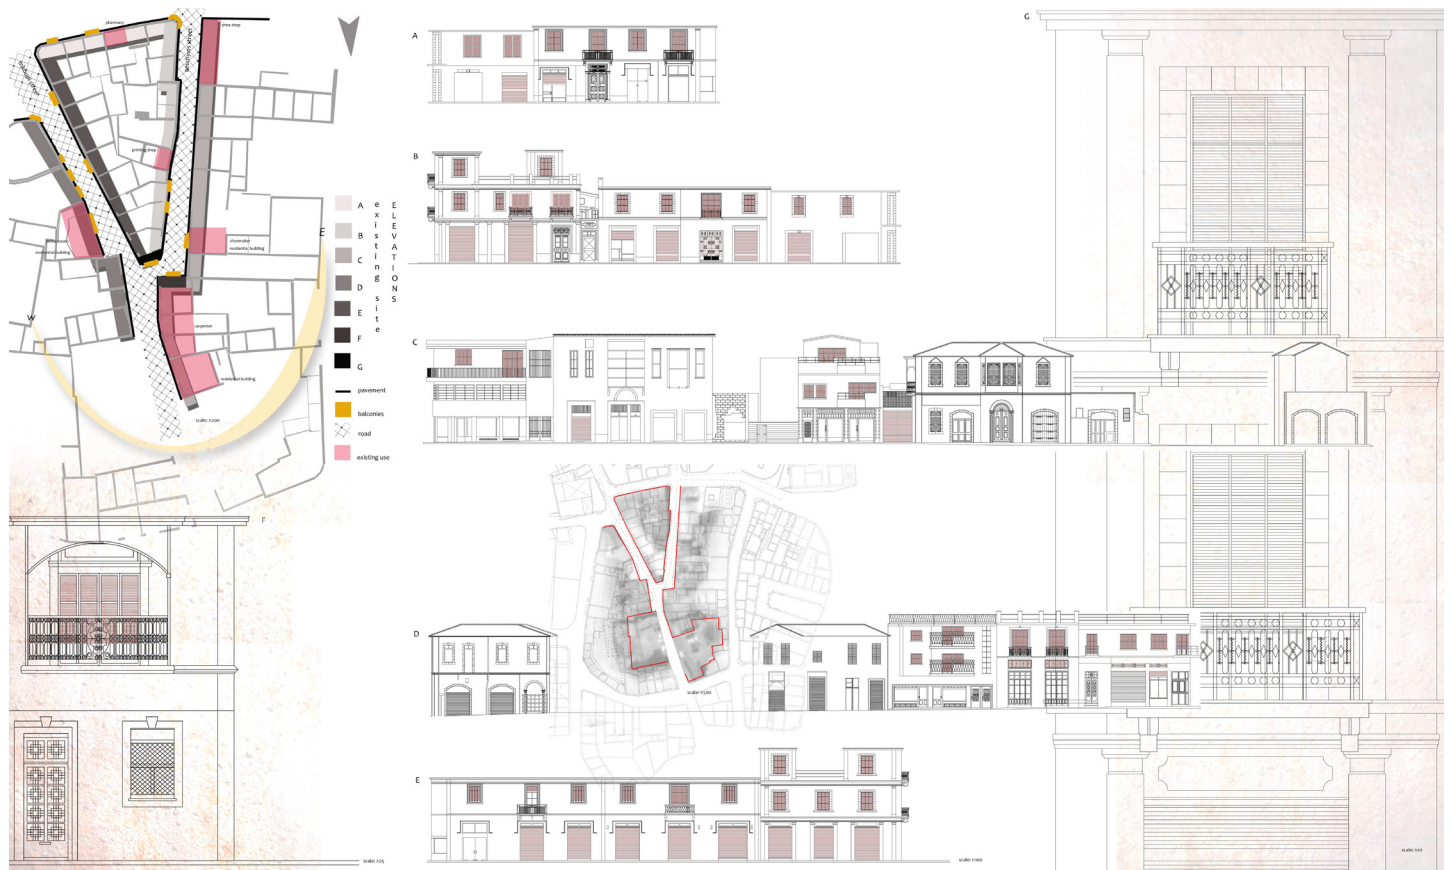 pharmacy
shoe shop
printing shop
shoemaker
residential building
residential building
carpenter
residential building
scale: 1:200
E
W
A
B
C
D
E
F
G
existing site
ELEVATIONS
pavement
balconies
road
existing use
A
B
C
D
scale: 1:500
E
scale: 1:100
F
scale: 1:25
G
scale: 1:10